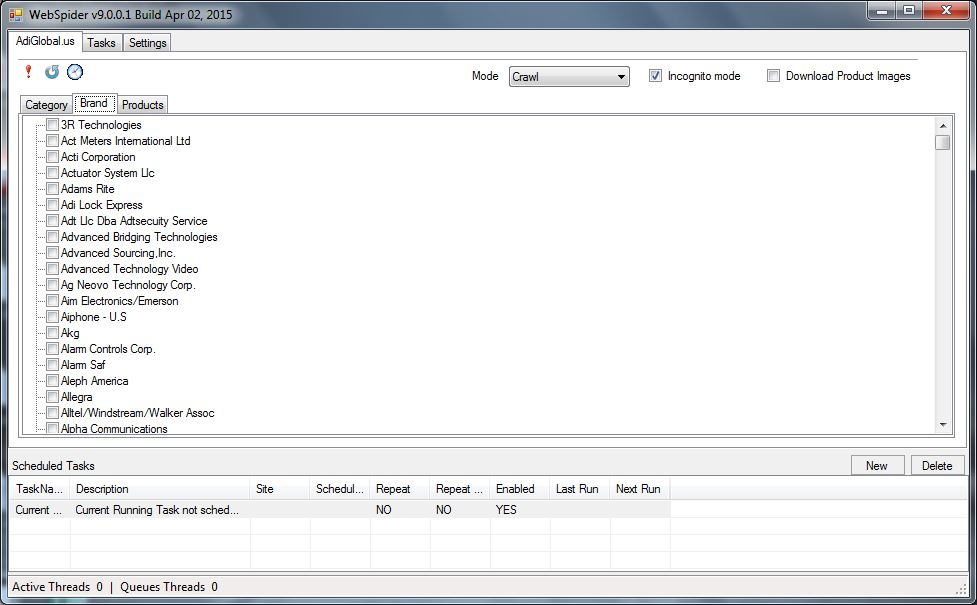 WebSpider v9.0.0.1 Build Apr 02, 2015
AdiGlobal.us Tasks Settings
Mode Crawl Incognito mode Download Product Images
Category Brand Products
3R Technologies
Act Meters International Ltd
Acti Corporation
Actuator System Llc
Adams Rite
Adi Lock Express
Adt Llc Dba Adtsecuity Service
Advanced Bridging Technologies
Advanced Sourcing,Inc.
Advanced Technology Video
Ag Neovo Technology Corp.
Aim Electronics/Emerson
Aiphone - U.S
Akg
Alarm Controls Corp.
Alarm Saf
Aleph America
Allegra
Alltel/Windstream/Walker Assoc
Alpha Communications
Scheduled Tasks New Delete
TaskNa... Description Site Schedul... Repeat Repeat ... Enabled Last Run Next Run
Current ... Current Running Task not sched... NO NO YES
Active Threads 0 | Queues Threads 0